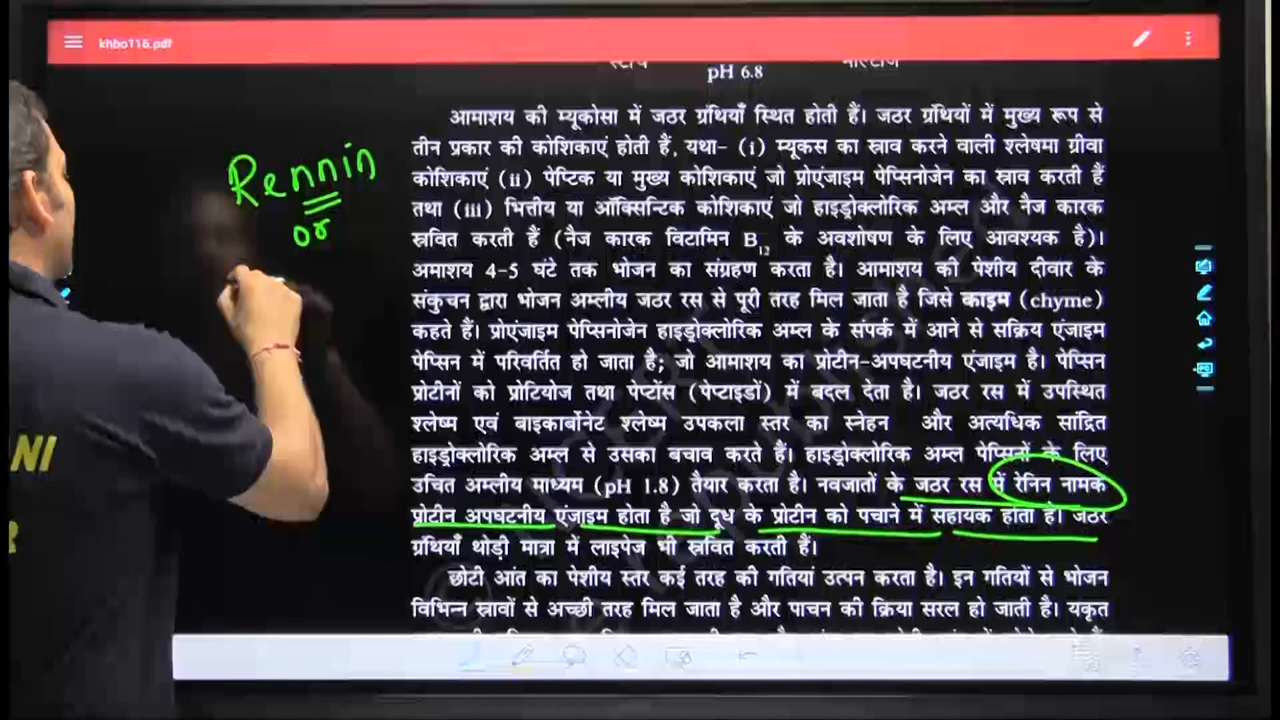 khbo116.pdf
pH 6.8
Rennin
or
आमाशय की म्यूकोसा में जठर ग्रंथियाँ स्थित होती हैं। जठर ग्रंथियों में मुख्य रूप से
तीन प्रकार की कोशिकाएं होती हैं, यथा- (i) म्यूकस का स्राव करने वाली श्लेषमा ग्रीवा
कोशिकाएं (ii) पेप्टिक या मुख्य कोशिकाएं जो प्रोएंजाइम पेप्सिनोजेन का स्राव करती हैं
तथा (iii) भित्तीय या ऑक्सिन्टिक कोशिकाएं जो हाइड्रोक्लोरिक अम्ल और नैज कारक
स्रवित करती हैं (नैज कारक विटामिन B₁₂ के अवशोषण के लिए आवश्यक है)।
अमाशय 4-5 घंटे तक भोजन का संग्रहण करता है। आमाशय की पेशीय दीवार के
संकुचन द्वारा भोजन अम्लीय जठर रस से पूरी तरह मिल जाता है जिसे काइम (chyme)
कहते हैं। प्रोएंजाइम पेप्सिनोजेन हाइड्रोक्लोरिक अम्ल के संपर्क में आने से सक्रिय एंजाइम
पेप्सिन में परिवर्तित हो जाता है; जो आमाशय का प्रोटीन-अपघटनीय एंजाइम है। पेप्सिन
प्रोटीनों को प्रोटियोज तथा पेप्टोंस (पेप्टाइडों) में बदल देता है। जठर रस में उपस्थित
श्लेष्म एवं बाइकार्बोनेट श्लेष्म उपकला स्तर का स्नेहन और अत्यधिक सांद्रित
हाइड्रोक्लोरिक अम्ल से उसका बचाव करते हैं। हाइड्रोक्लोरिक अम्ल पेप्सिनों के लिए
उचित अम्लीय माध्यम (pH 1.8) तैयार करता है। नवजातों के जठर रस में रेनिन नामक
प्रोटीन अपघटनीय एंजाइम होता है जो दूध के प्रोटीन को पचाने में सहायक होता है। जठर
ग्रंथियाँ थोड़ी मात्रा में लाइपेज भी स्रवित करती हैं।
छोटी आंत का पेशीय स्तर कई तरह की गतियां उत्पन करता है। इन गतियों से भोजन
विभिन्न स्रावों से अच्छी तरह मिल जाता है और पाचन की क्रिया सरल हो जाती है। यकृत
NI